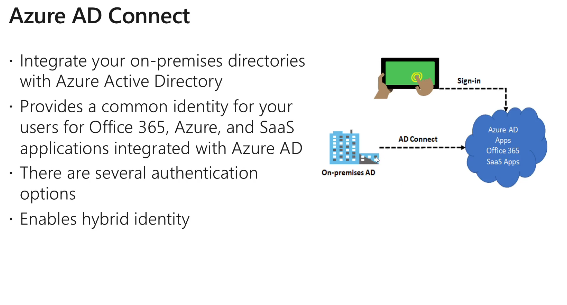 Azure AD Connect
· Integrate your on-premises directories
with Azure Active Directory
· Provides a common identity for your
users for Office 365, Azure, and SaaS
applications integrated with Azure AD
· There are several authentication
options
· Enables hybrid identity
Sign-in
AD Connect
On-premises AD
Azure AD
Apps
Office 365
SaaS Apps